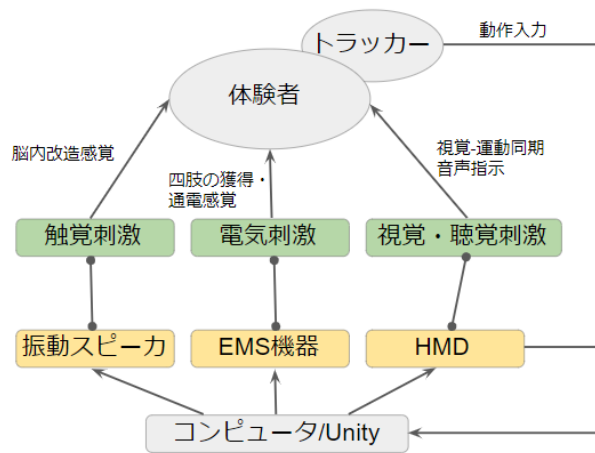 トラッカー
動作入力
体験者
脳内改造感覚
四肢の獲得・
通電感覚
視覚-運動同期
音声指示
触覚刺激
電気刺激
視覚・聴覚刺激
振動スピーカ
EMS機器
HMD
コンピュータ/Unity